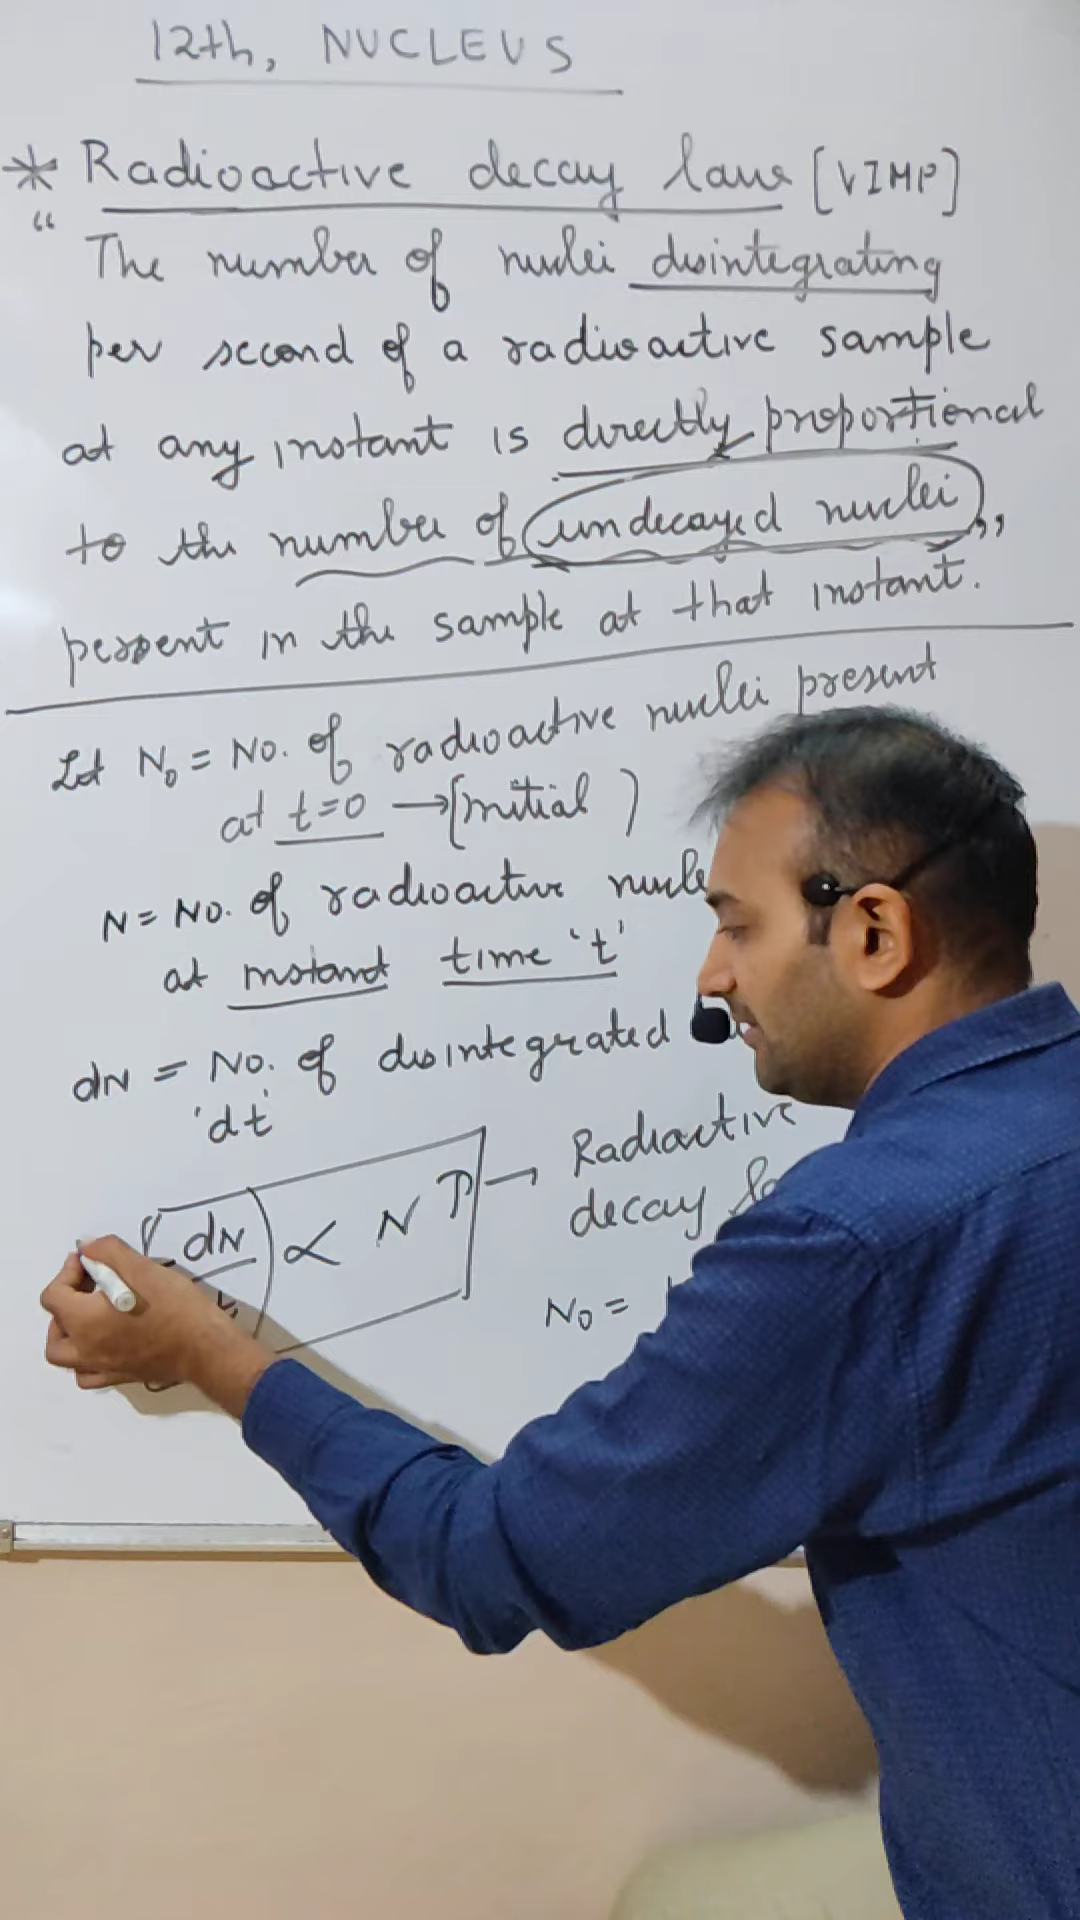 12th, NUCLEUS
* Radioactive decay law [VIMP]
“ The number of nuclei disintegrating
per second of a radioactive sample
at any instant is directly proportional
to the number of undecayed nuclei ,,
present in the sample at that instant.
Let N₀ = No. of radioactive nuclei present
at t=0 → (initial)
N = No. of radioactive
at instant time 't'
dN = No. of disintegrated
'dt'
dN ∝ N ↑ → Radioactive
decay
N₀ =